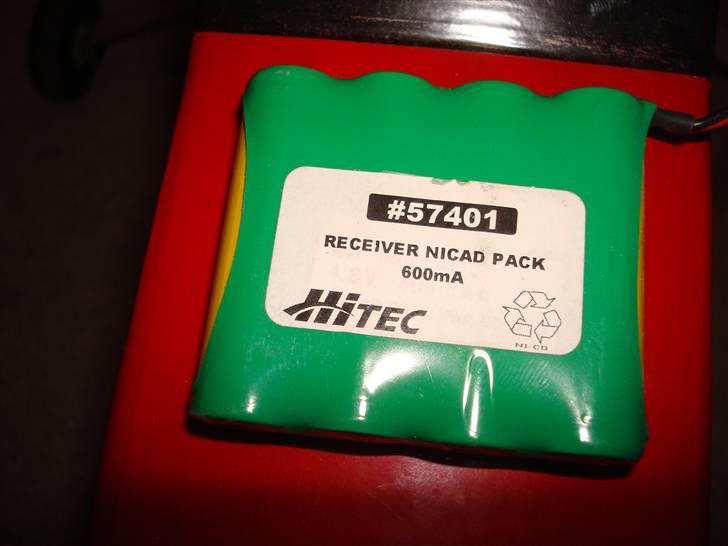 #57401
RECEIVER NICAD PACK
600mA
HiTEC
NI-CD